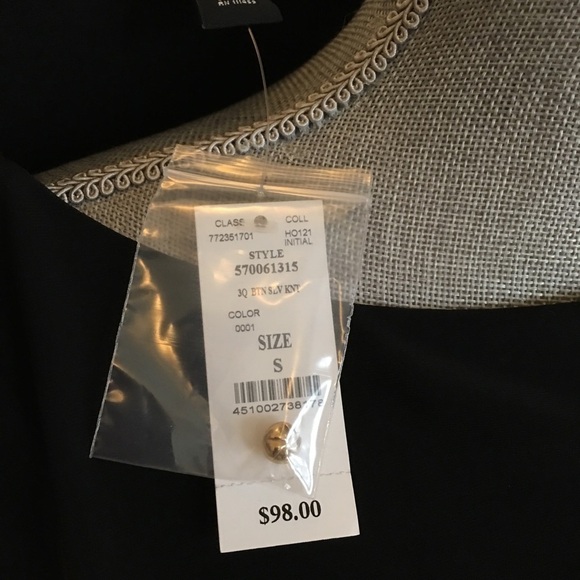 CLASE COLL
772351701 HO121
INITIAL
STYLE
570061315
3Q BTN SLV KNT
COLOR
0001
SIZE
S
$98.00